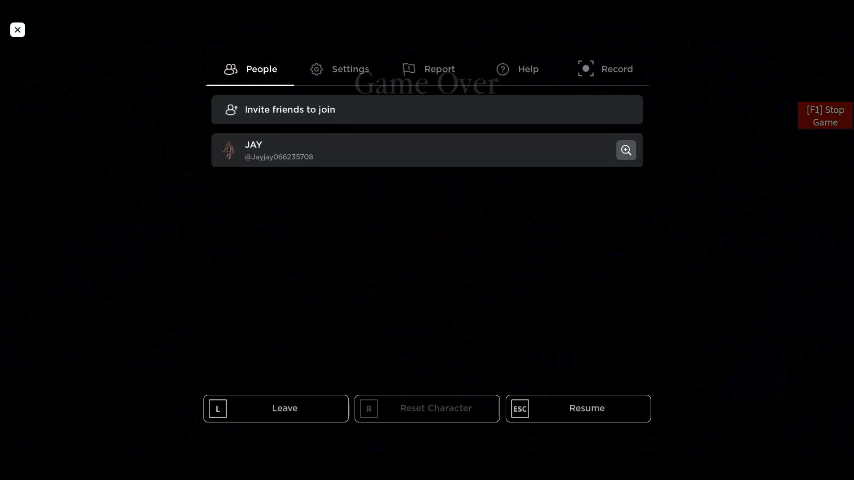 People
Settings
Report
Help
Record
Game Over
Invite friends to join
[F1] Stop
Game
JAY
@Jayjay066235708
L
Leave
R
Reset Character
ESC
Resume